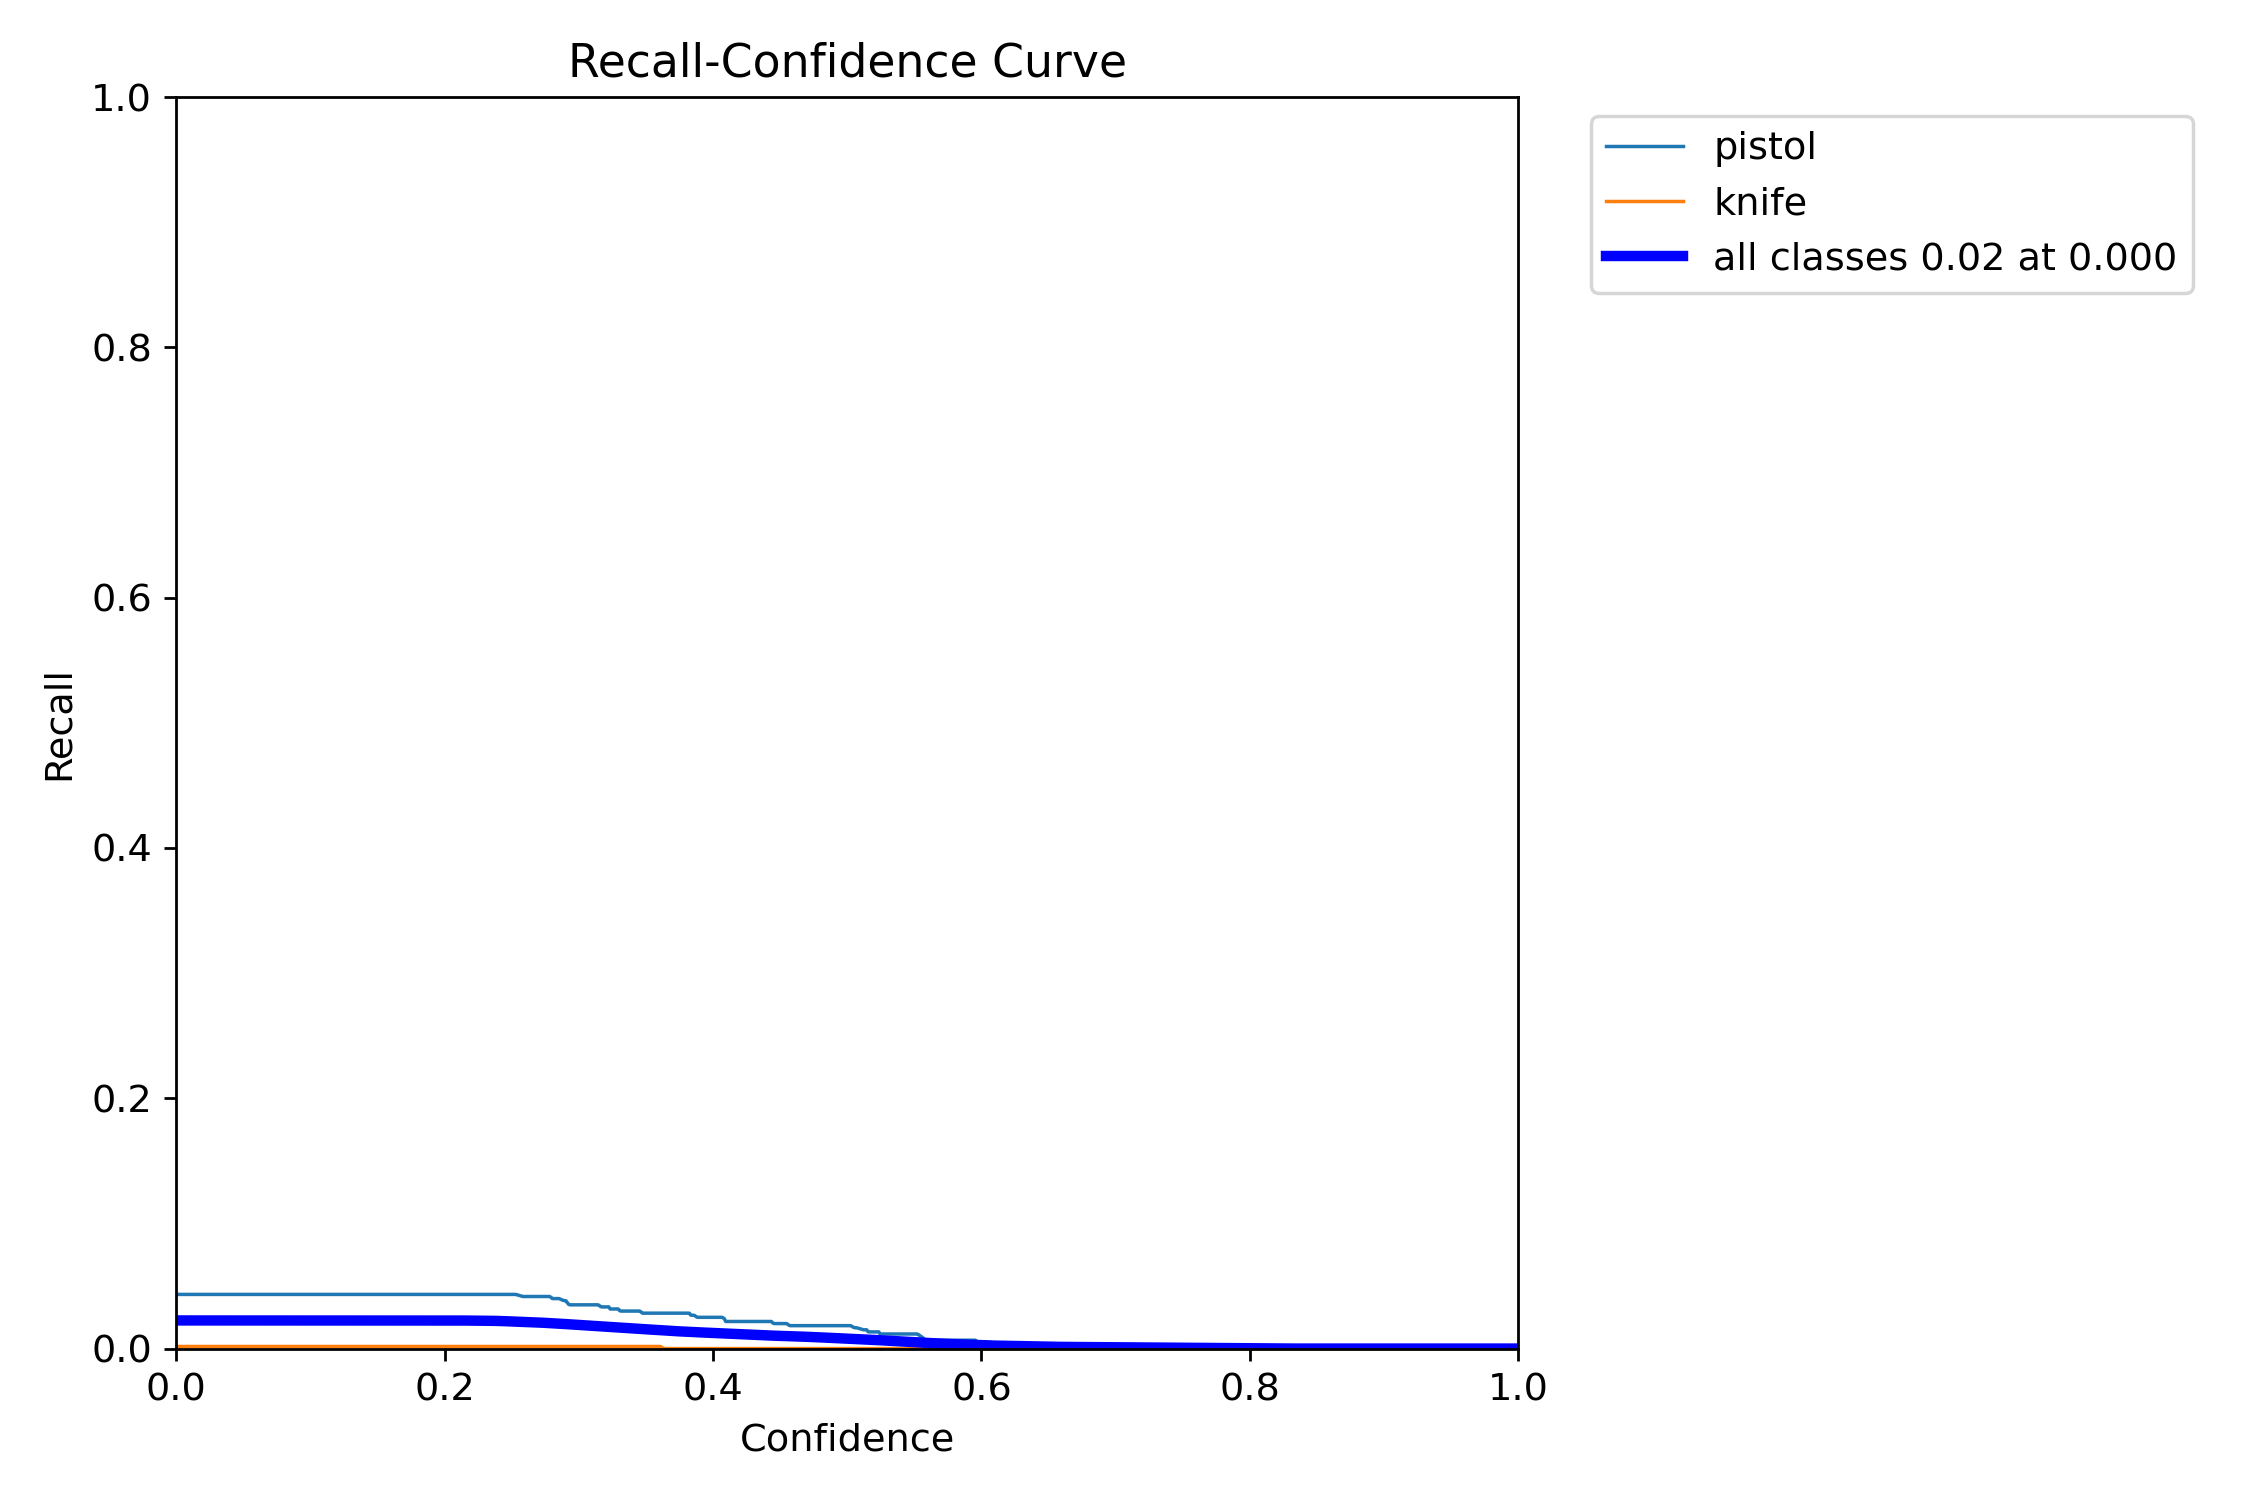 Recall-Confidence Curve
1.0
0.8
0.6
0.4
0.2
0.0
Recall
0.0 0.2 0.4 0.6 0.8 1.0
Confidence
pistol
knife
all classes 0.02 at 0.000